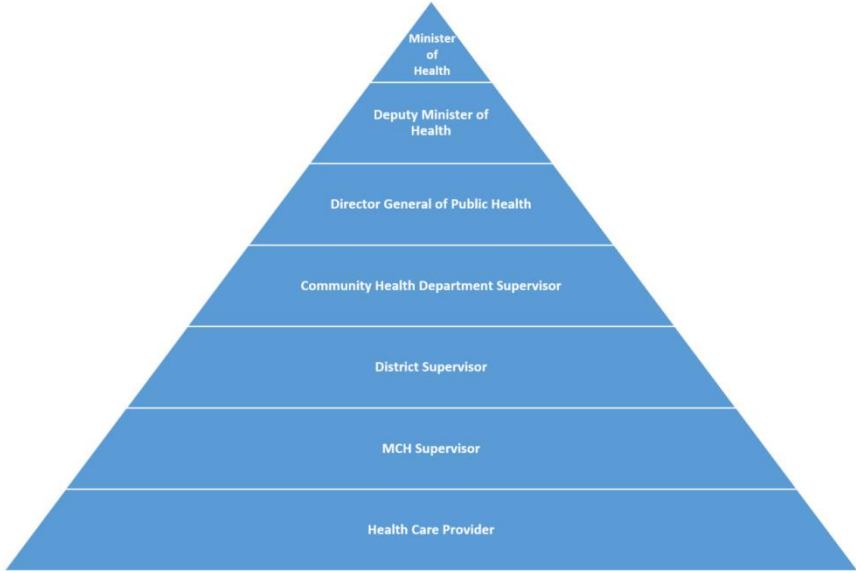 Minister
of
Health
Deputy Minister of
Health
Director General of Public Health
Community Health Department Supervisor
District Supervisor
MCH Supervisor
Health Care Provider